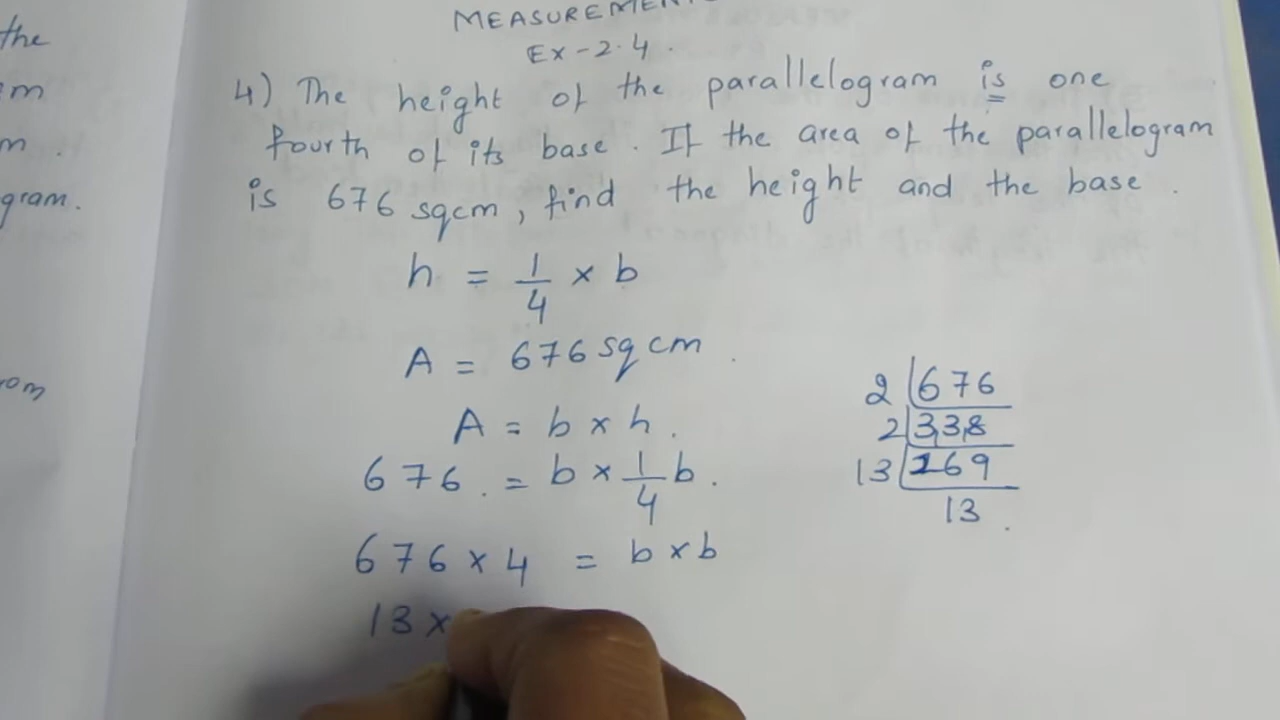 the
m
m.
gram.
om
MEASUREMEN
Ex-2.4.
4) The height of the parallelogram is one
fourth of its base. If the area of the parallelogram
is 676 sqcm, find the height and the base.
h = 1/4 × b
A = 676 sq cm.
A = b × h.
676. = b × 1/4 b.
676 × 4 = b × b
13 ×
2 676
2 338
13 169
13.